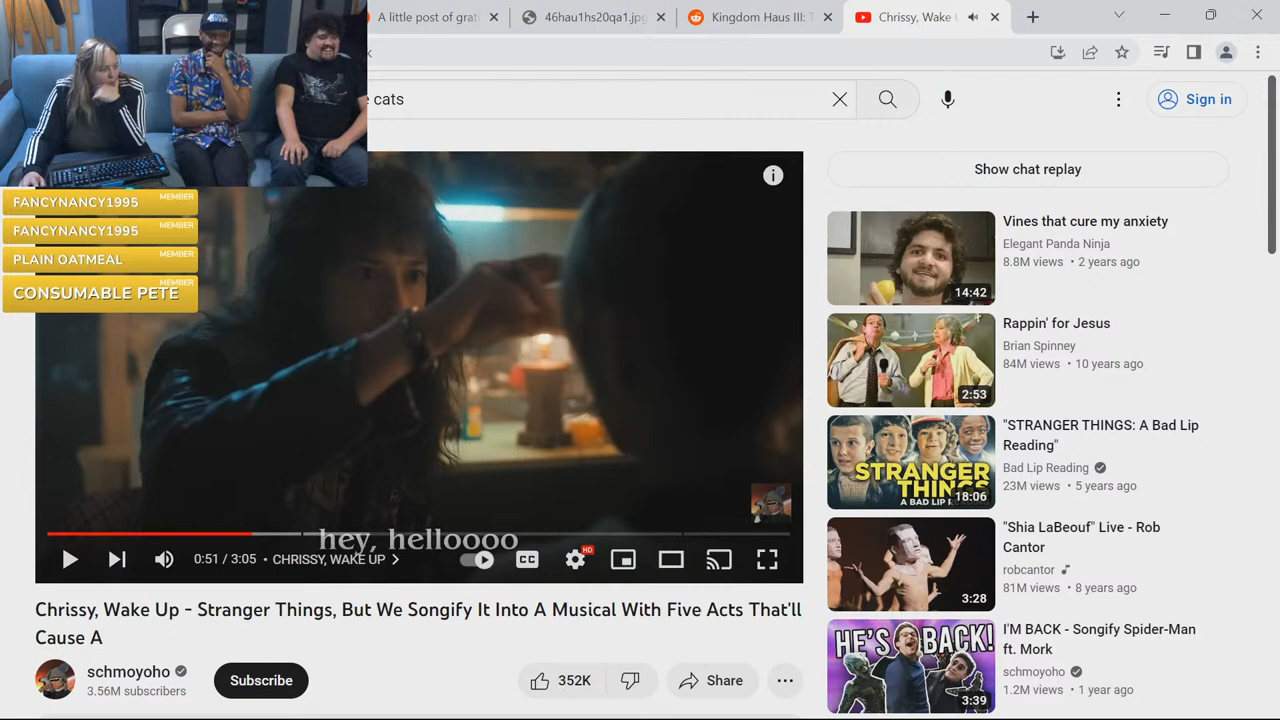 A little post of grat
46hau1hs20qa1.jpg
Kingdom Haus III: T
Chrissy, Wake U
cats
Sign in
FANCYNANCY1995 MEMBER
FANCYNANCY1995 MEMBER
PLAIN OATMEAL MEMBER
CONSUMABLE PETE MEMBER
hey, helloooo
0:51 / 3:05 • CHRISSY, WAKE UP
HD
Chrissy, Wake Up - Stranger Things, But We Songify It Into A Musical With Five Acts That'll
Cause A
schmoyoho
3.56M subscribers
Subscribe
352K
Share
Show chat replay
14:42
Vines that cure my anxiety
Elegant Panda Ninja
8.8M views • 2 years ago
2:53
Rappin' for Jesus
Brian Spinney
84M views • 10 years ago
STRANGER
THINGS
A BAD LIP R
18:06
"STRANGER THINGS: A Bad Lip
Reading"
Bad Lip Reading
23M views • 5 years ago
3:28
"Shia LaBeouf" Live - Rob
Cantor
robcantor
81M views • 8 years ago
HE'S BACK!
3:39
I'M BACK - Songify Spider-Man
ft. Mork
schmoyoho
1.2M views • 1 year ago